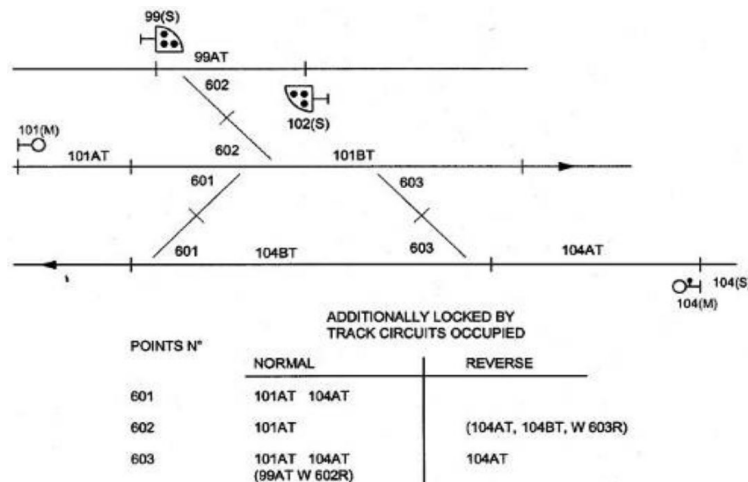 99(S)
99AT
602
102(S)
101(M)
101AT
602
101BT
601
603
601
104BT
603
104AT
104(S)
104(M)
ADDITIONALLY LOCKED BY
TRACK CIRCUITS OCCUPIED
POINTS N°
NORMAL
REVERSE
601
101AT 104AT
602
101AT
(104AT, 104BT, W 603R)
603
101AT 104AT
104AT
(99AT W 602R)